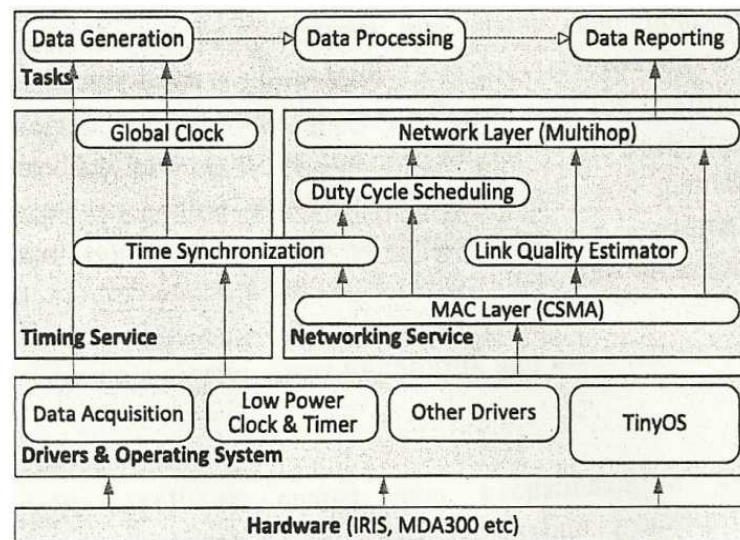 Data Generation
Data Processing
Data Reporting
Tasks
Global Clock
Network Layer (Multihop)
Duty Cycle Scheduling
Time Synchronization
Link Quality Estimator
MAC Layer (CSMA)
Timing Service
Networking Service
Data Acquisition
Low Power
Clock & Timer
Other Drivers
TinyOS
Drivers & Operating System
Hardware (IRIS, MDA300 etc)